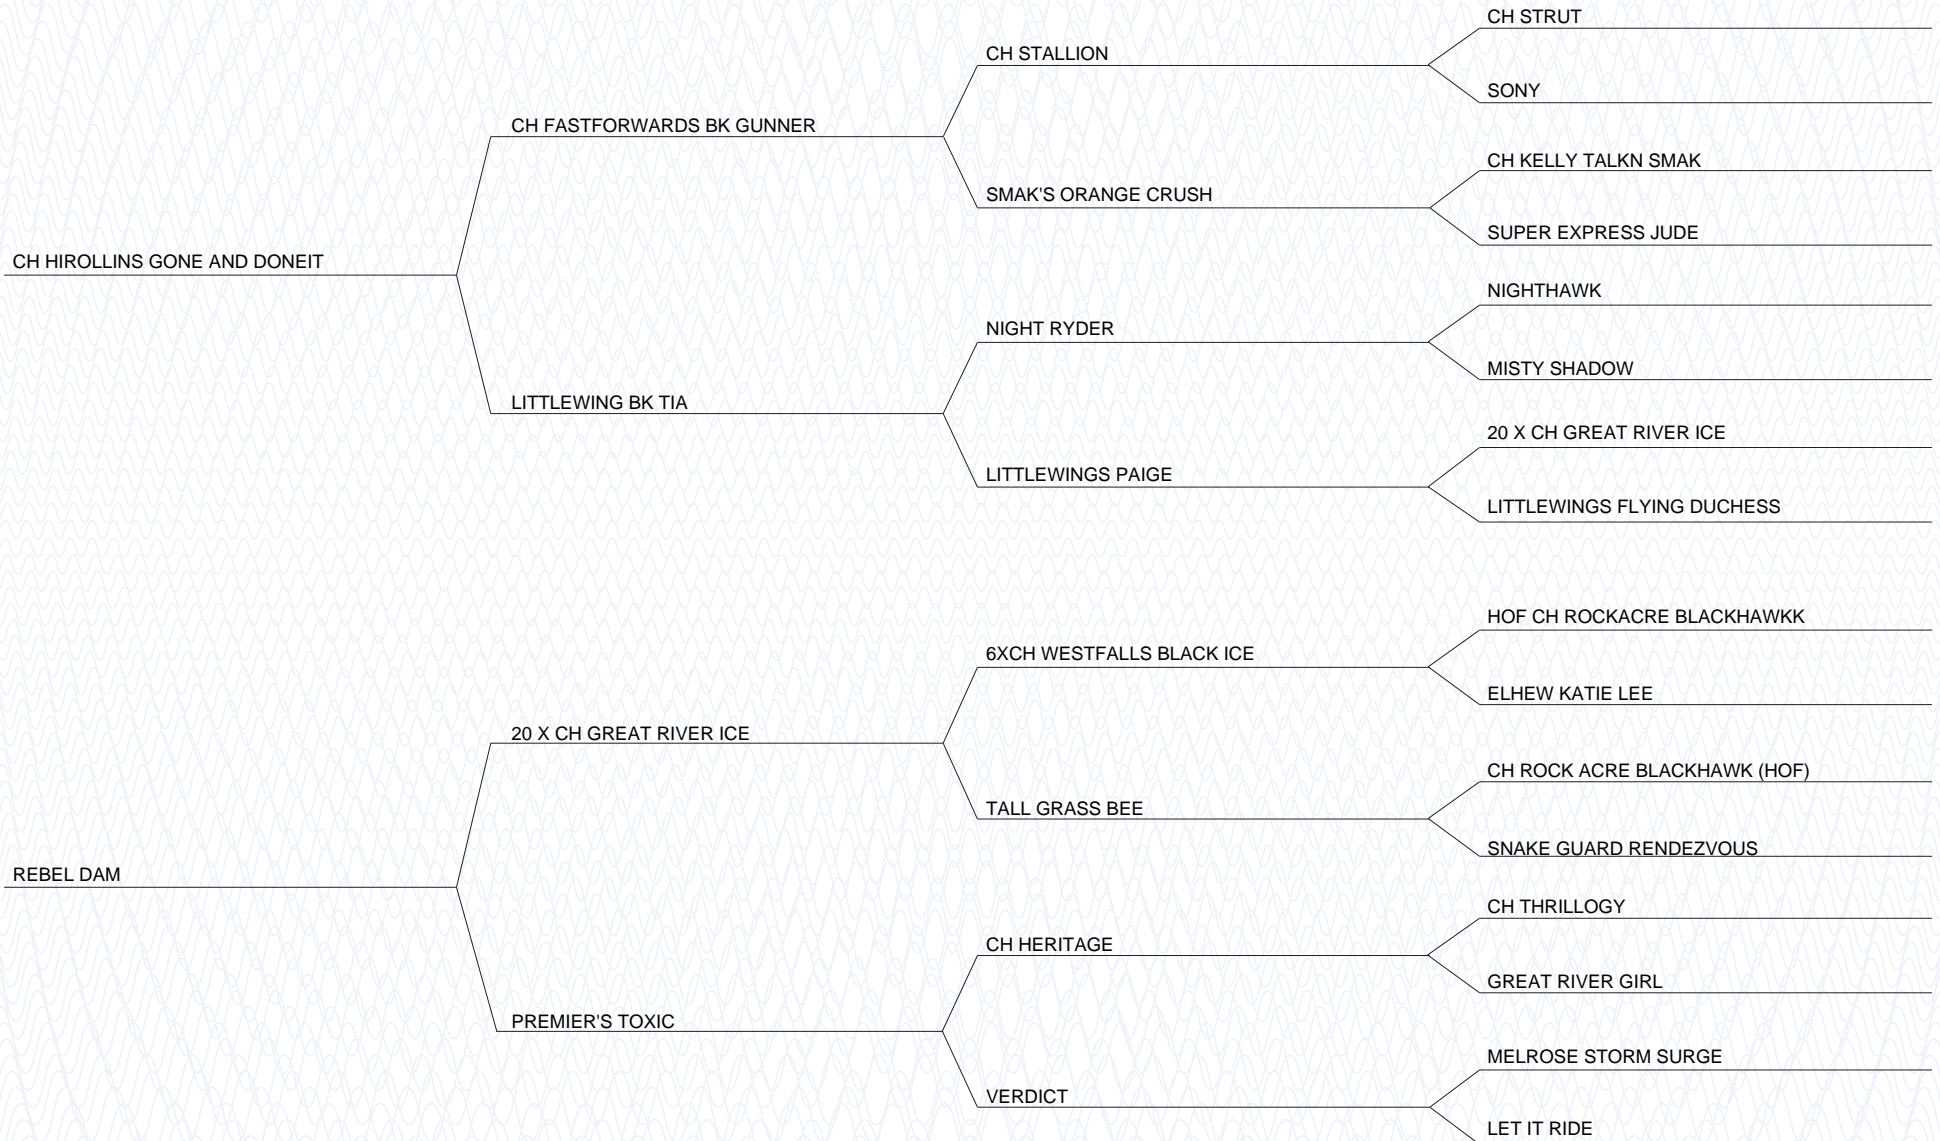 CH STRUT
CH STALLION
SONY
CH FASTFORWARDS BK GUNNER
CH KELLY TALKN SMAK
SMAK'S ORANGE CRUSH
SUPER EXPRESS JUDE
CH HIROLLINS GONE AND DONEIT
NIGHTHAWK
NIGHT RYDER
MISTY SHADOW
LITTLEWING BK TIA
20 X CH GREAT RIVER ICE
LITTLEWINGS PAIGE
LITTLEWINGS FLYING DUCHESS
HOF CH ROCKACRE BLACKHAWKK
6XCH WESTFALLS BLACK ICE
ELHEW KATIE LEE
20 X CH GREAT RIVER ICE
CH ROCK ACRE BLACKHAWK (HOF)
TALL GRASS BEE
SNAKE GUARD RENDEZVOUS
REBEL DAM
CH THRILLOGY
CH HERITAGE
GREAT RIVER GIRL
PREMIER'S TOXIC
MELROSE STORM SURGE
VERDICT
LET IT RIDE